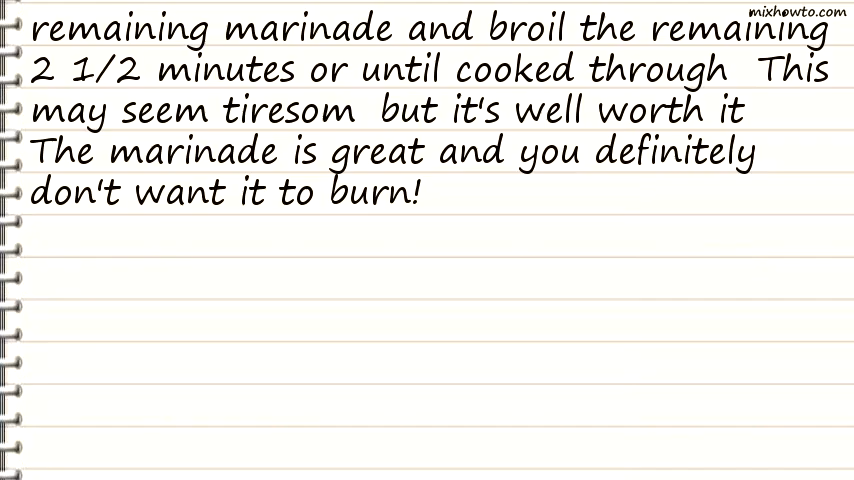 mixhowto.com
remaining marinade and broil the remaining
2 1/2 minutes or until cooked through  This
may seem tiresom  but it's well worth it
The marinade is great and you definitely
don't want it to burn!